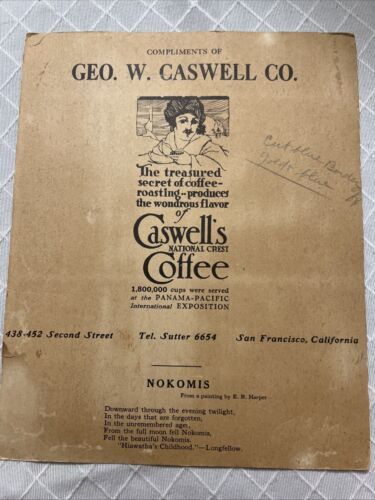 COMPLIMENTS OF
GEO. W. CASWELL CO.
The treasured
secret of coffee-
roasting--produces
the wondrous flavor
of
Caswell's
NATIONAL CREST
Coffee
1,800,000 cups were served
at the PANAMA-PACIFIC
International EXPOSITION
438-452 Second Street Tel. Sutter 6654 San Francisco, California
NOKOMIS
From a painting by E. B. Harper
Downward through the evening twilight,
In the days that are forgotten,
In the unremembered ages,
From the full moon fell Nokomis,
Fell the beautiful Nokomis.
"Hiawatha's Childhood."—Longfellow.
Cut blue
blue